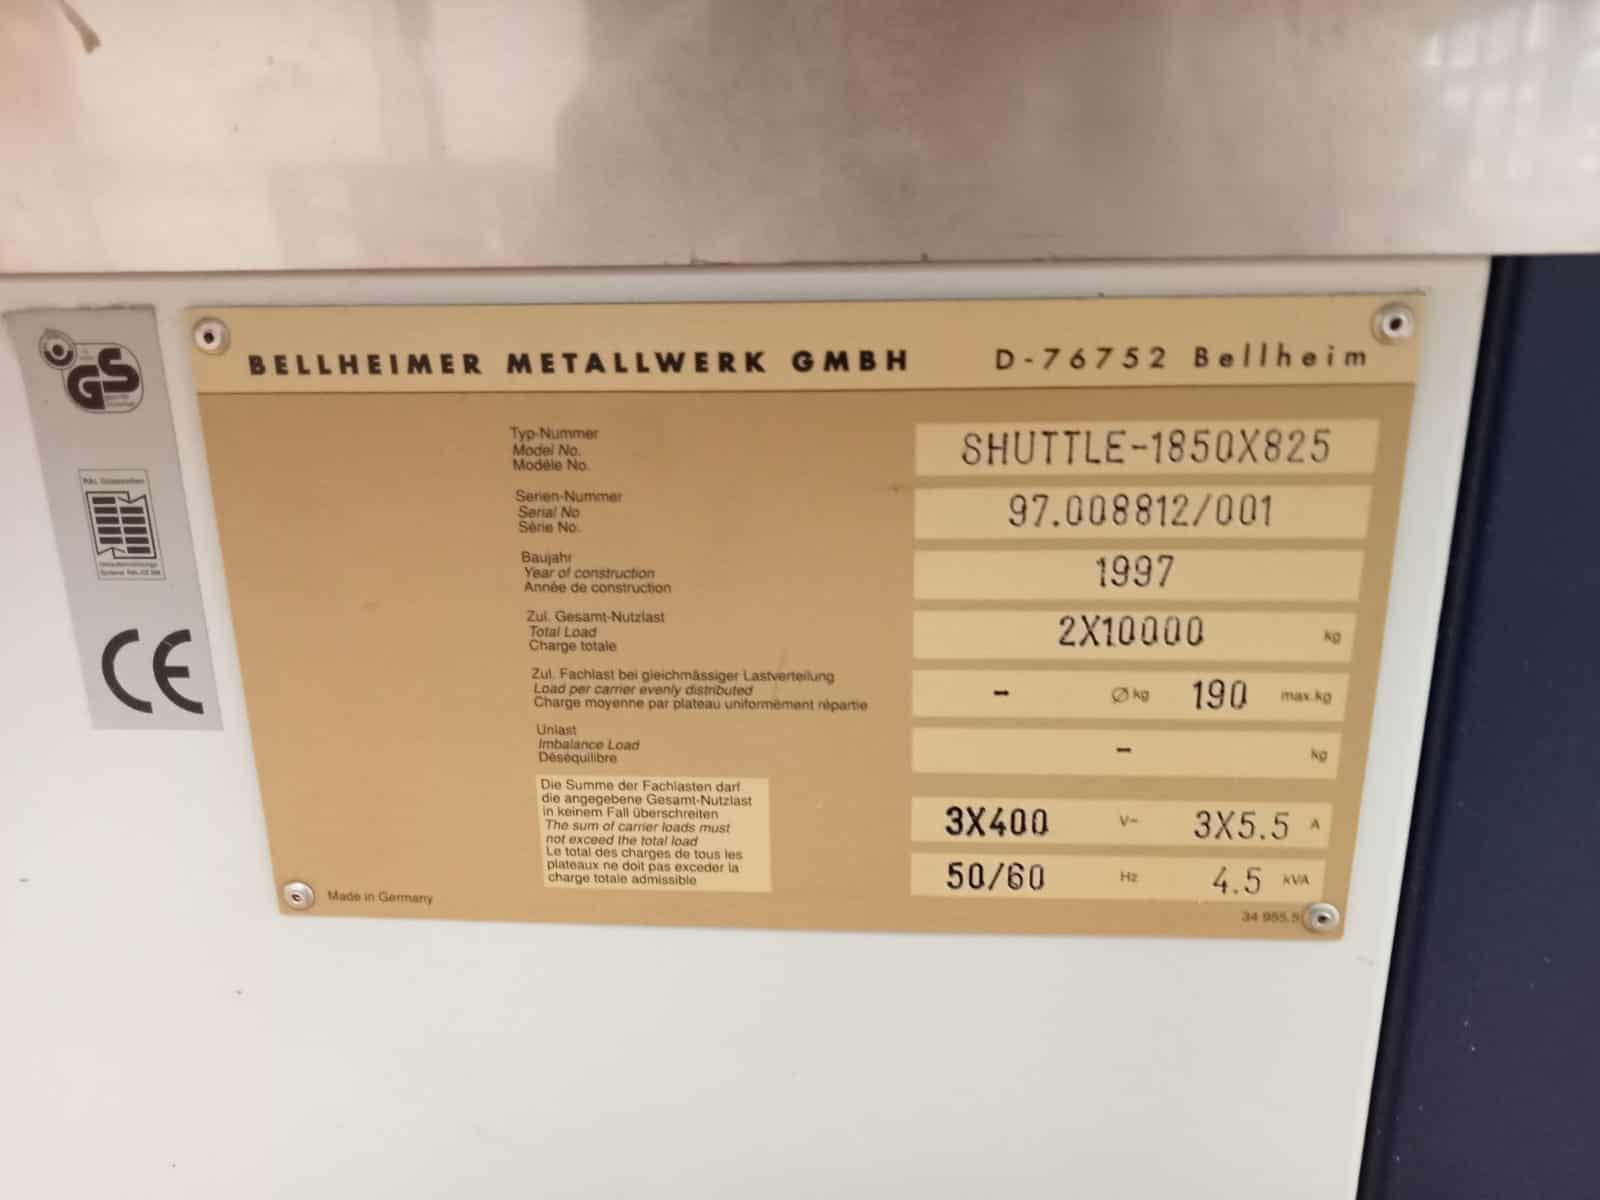 BELLHEIMER METALLWERK GMBH D-76752 Bellheim
Typ-Nummer
Model No.
Modèle No.
SHUTTLE-1850X825
Serien-Nummer
Serial No
Série No.
97.008812/001
Baujahr
Year of construction
Année de construction
1997
Zul. Gesamt-Nutzlast
Total Load
Charge totale
2X10000 kg
Zul. Fachlast bei gleichmässiger Lastverteilung
Load per carrier evenly distributed
Charge moyenne par plateau uniformément répartie
- Ø kg 190 max.kg
Unlast
Imbalance Load
Déséquilibre
- kg
Die Summe der Fachlasten darf
die angegebene Gesamt-Nutzlast
in keinem Fall überschreiten
The sum of carrier loads must
not exceed the total load
Le total des charges de tous les
plateaux ne doit pas exceder la
charge totale admissible
3X400 V~ 3X5.5 A
50/60 Hz 4.5 kVA
Made in Germany
34 955.5
GS
RAL
CE